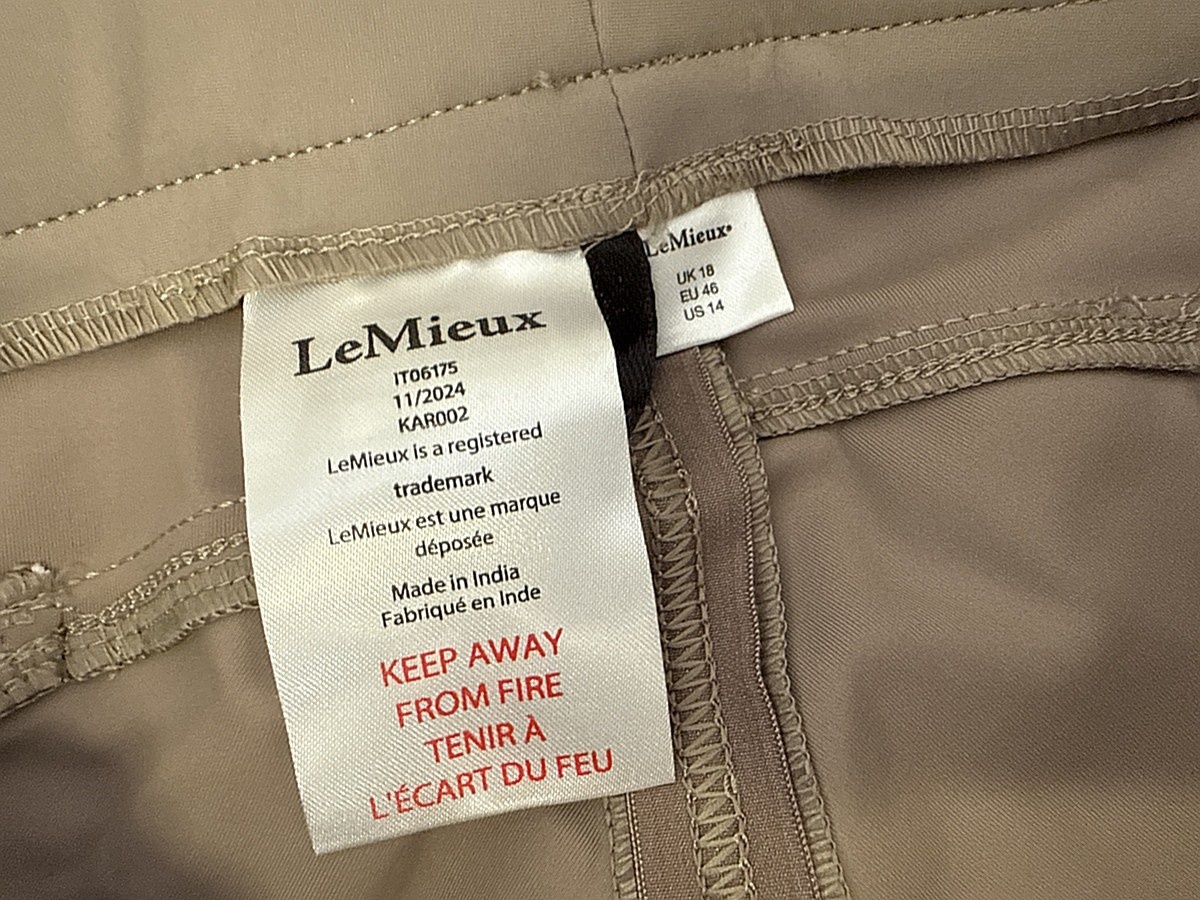 LeMieux
IT06175
11/2024
KAR002
LeMieux is a registered
trademark
LeMieux est une marque
déposée
Made in India
Fabriqué en Inde
KEEP AWAY
FROM FIRE
TENIR À
L'ÉCART DU FEU
LeMieux
UK 18
EU 46
US 14